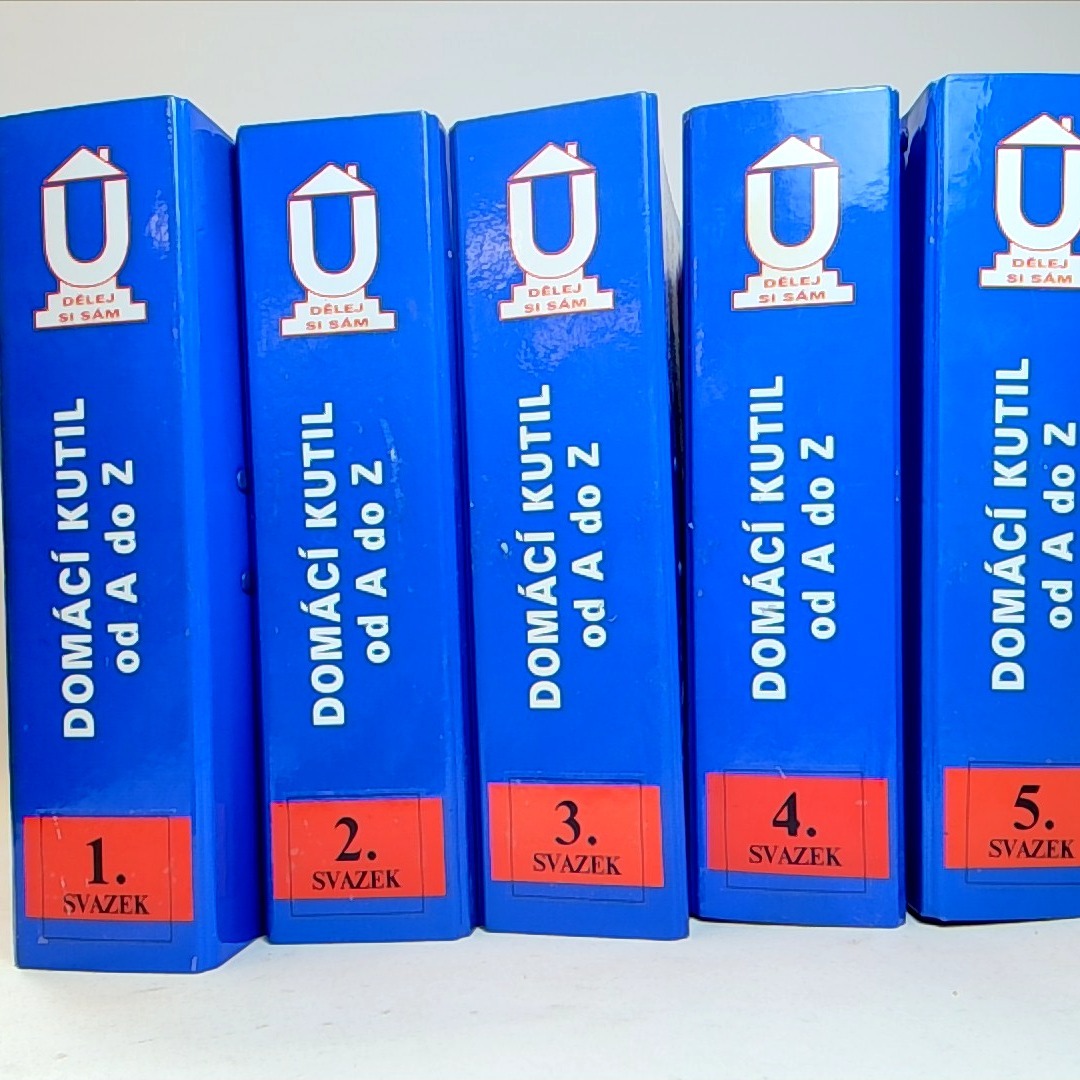 DĚLEJ
SI SÁM
DOMÁCÍ KUTIL
od A do Z
1.
SVAZEK
DĚLEJ
SI SÁM
DOMÁCÍ KUTIL
od A do Z
2.
SVAZEK
DĚLEJ
SI SÁM
DOMÁCÍ KUTIL
od A do Z
3.
SVAZEK
DĚLEJ
SI SÁM
DOMÁCÍ KUTIL
od A do Z
4.
SVAZEK
DĚLEJ
SI SÁM
DOMÁCÍ KUTIL
od A do Z
5.
SVAZEK